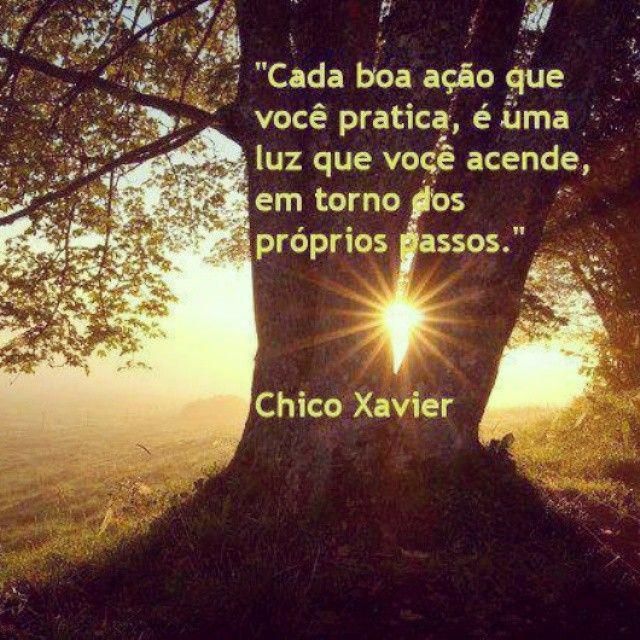 "Cada boa ação que
você pratica, é uma
luz que você acende,
em torno dos
próprios passos."
Chico Xavier